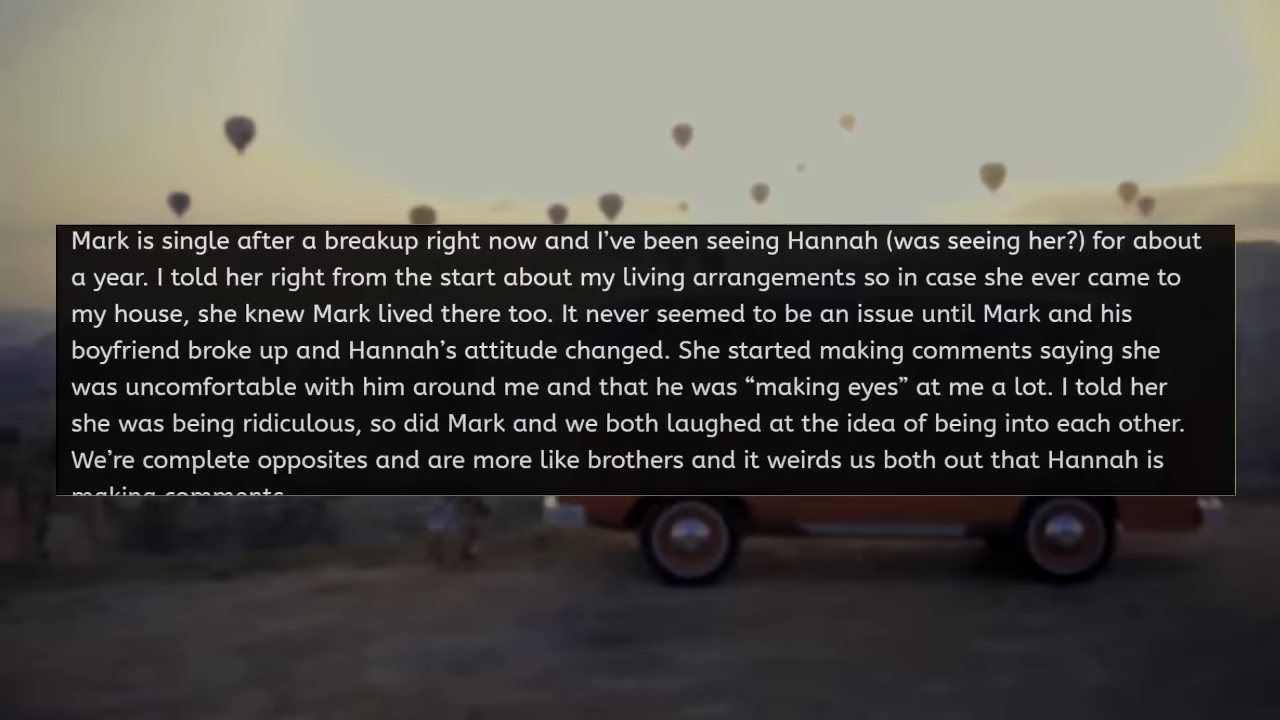 Mark is single after a breakup right now and I’ve been seeing Hannah (was seeing her?) for about
a year. I told her right from the start about my living arrangements so in case she ever came to
my house, she knew Mark lived there too. It never seemed to be an issue until Mark and his
boyfriend broke up and Hannah’s attitude changed. She started making comments saying she
was uncomfortable with him around me and that he was “making eyes” at me a lot. I told her
she was being ridiculous, so did Mark and we both laughed at the idea of being into each other.
We’re complete opposites and are more like brothers and it weirds us both out that Hannah is
making comments